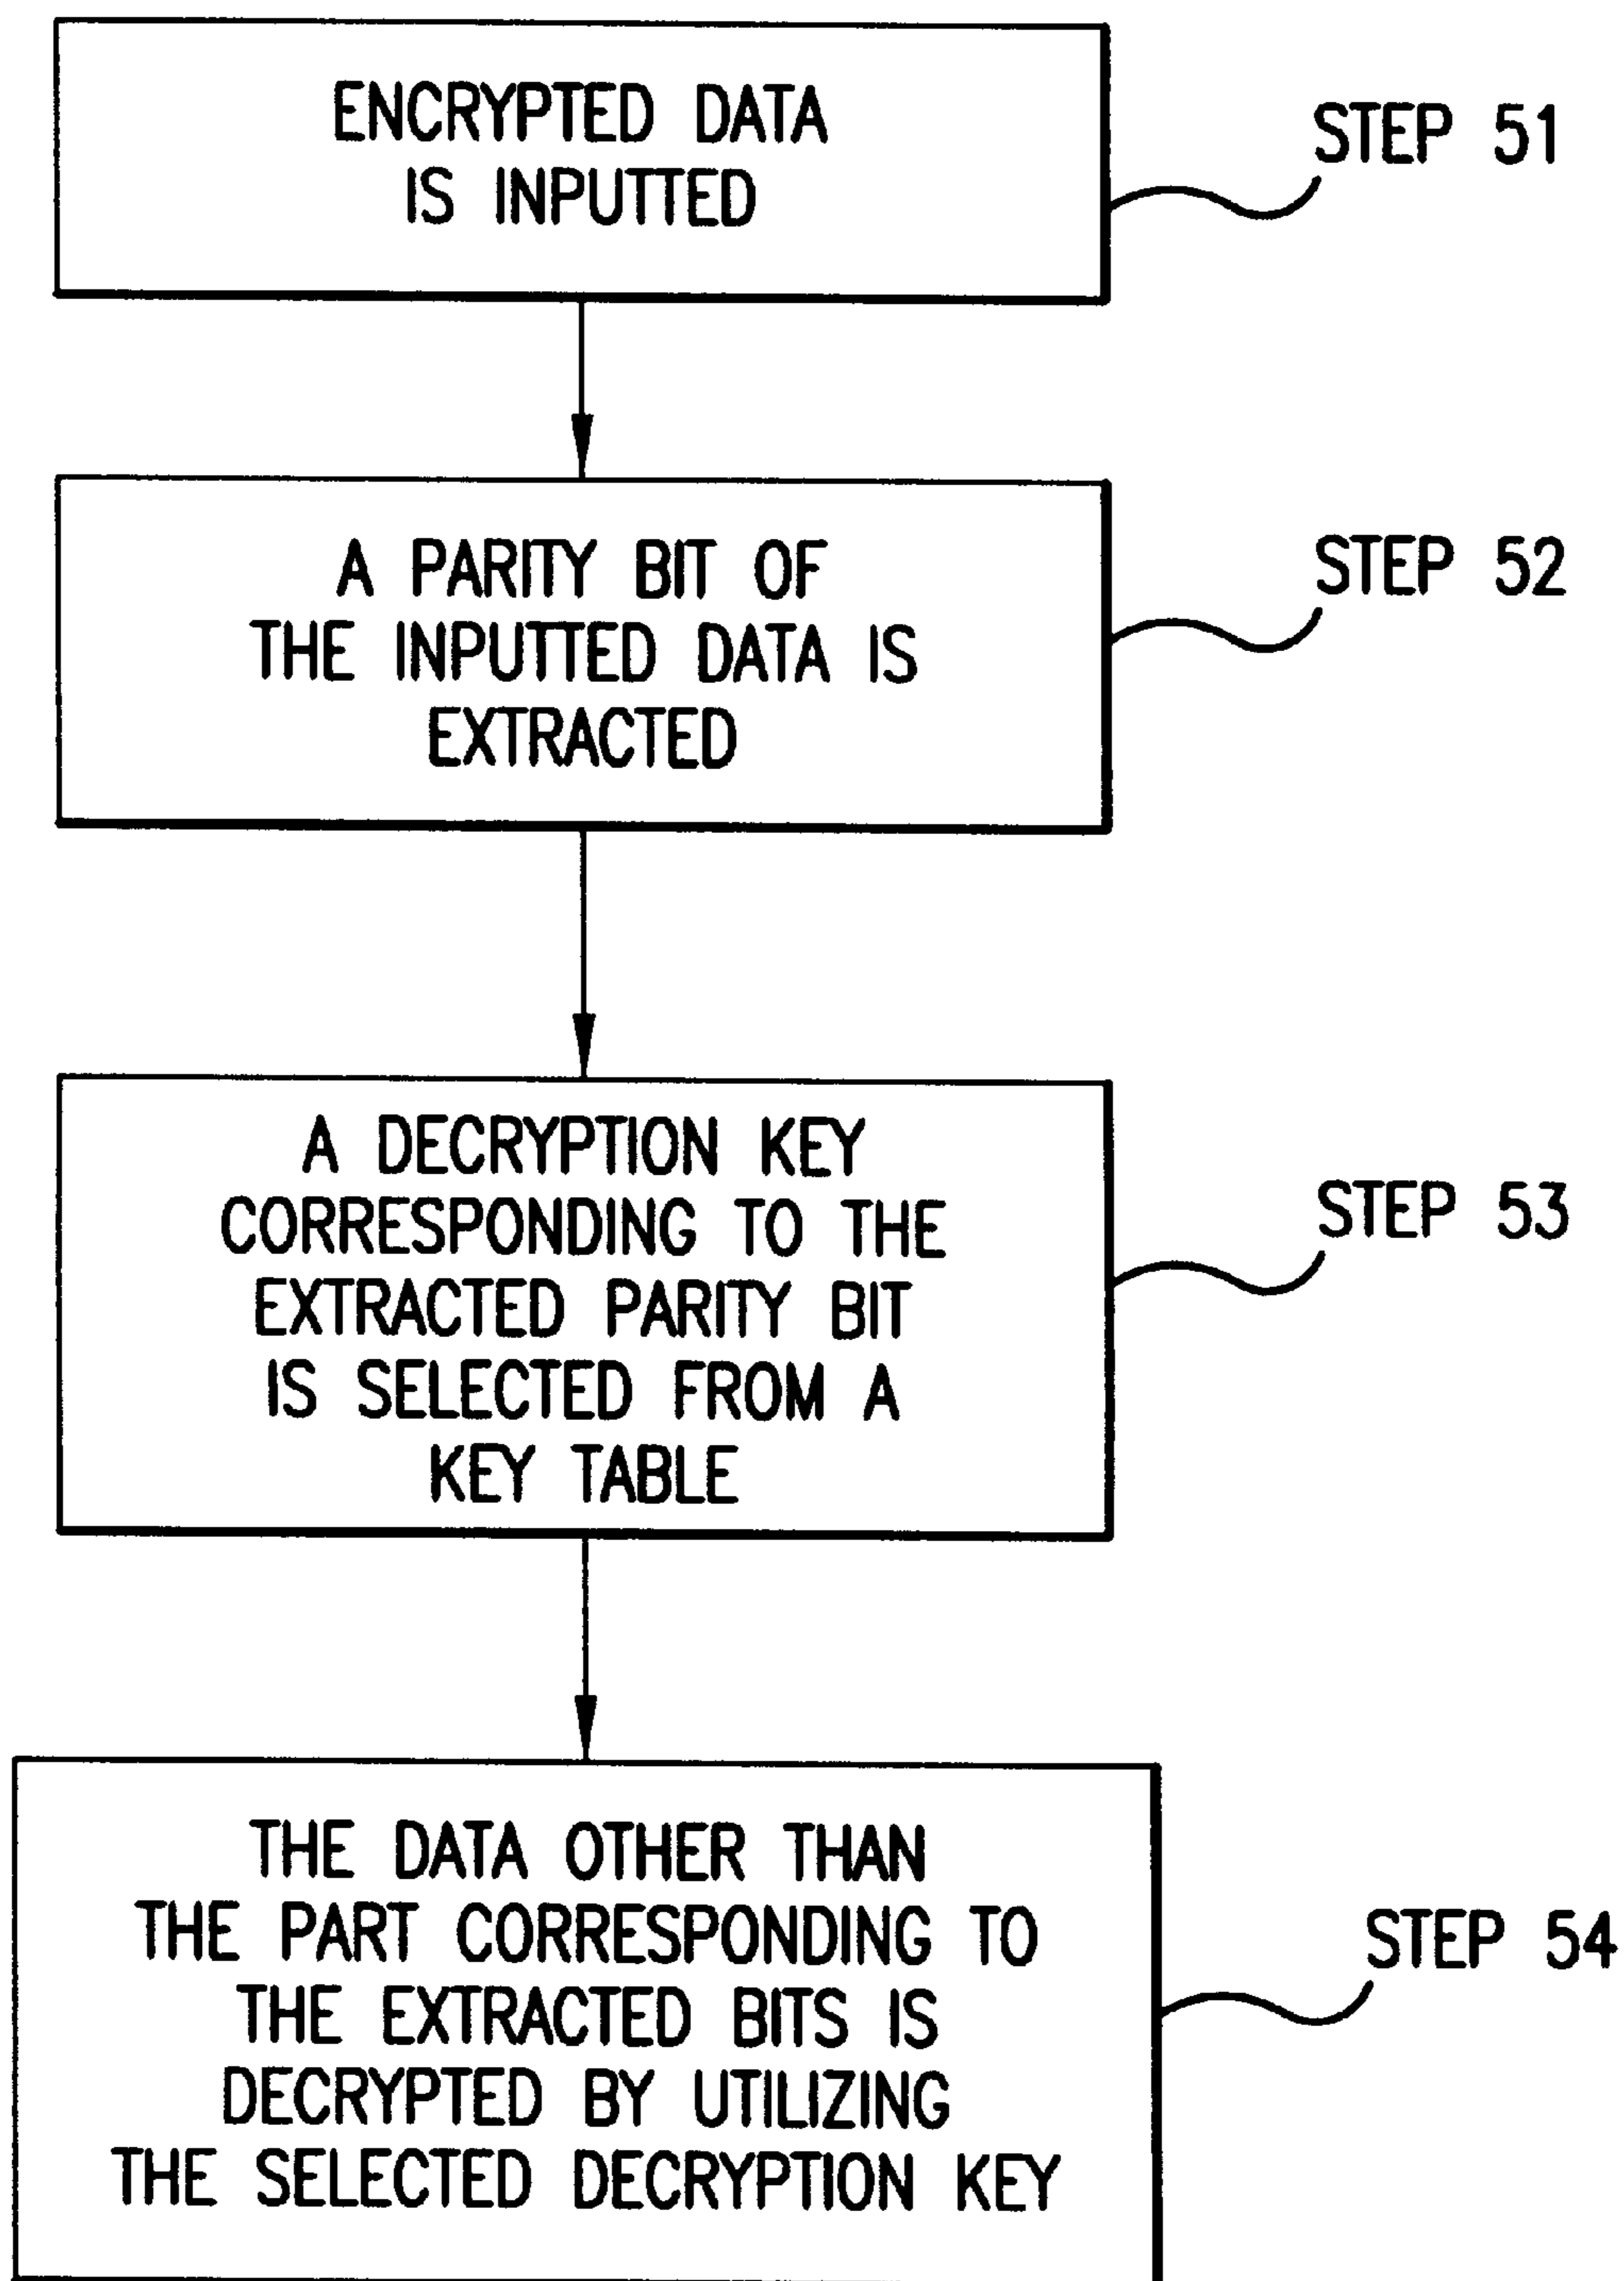 ENCRYPTED DATA
IS INPUTTED
STEP 51
A PARITY BIT OF
THE INPUTTED DATA IS
EXTRACTED
STEP 52
A DECRYPTION KEY
CORRESPONDING TO THE
EXTRACTED PARITY BIT
IS SELECTED FROM A
KEY TABLE
STEP 53
THE DATA OTHER THAN
THE PART CORRESPONDING TO
THE EXTRACTED BITS IS
DECRYPTED BY UTILIZING
THE SELECTED DECRYPTION KEY
STEP 54